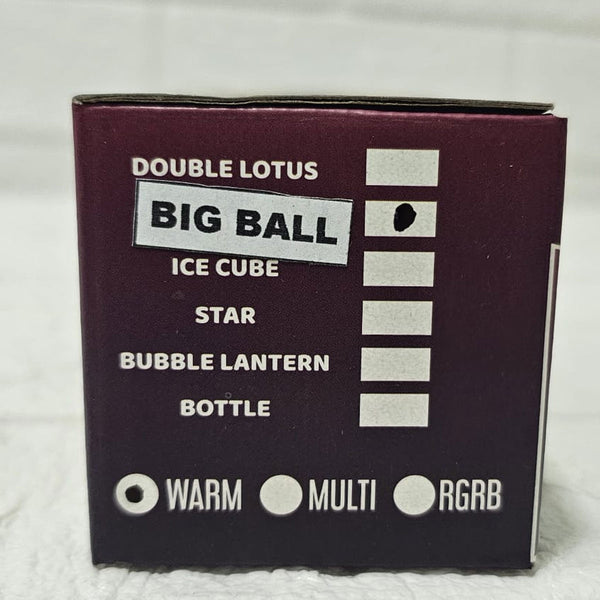 DOUBLE LOTUS
BIG BALL
ICE CUBE
STAR
BUBBLE LANTERN
BOTTLE
WARM MULTI RGRB